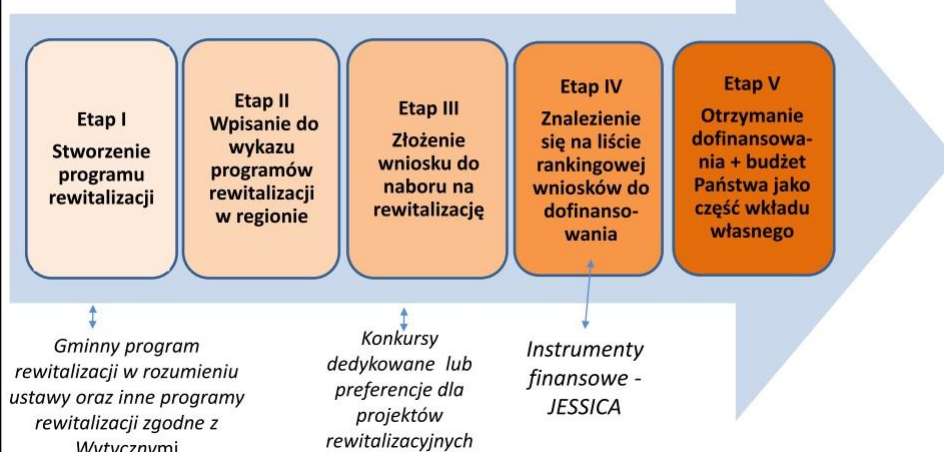 Etap I
Stworzenie
programu
rewitalizacji
Etap II
Wpisanie do
wykazu
programów
rewitalizacji
w regionie
Etap III
Złożenie
wniosku do
naboru na
rewitalizację
Etap IV
Znalezienie
się na liście
rankingowej
wniosków do
dofinanso-
wania
Etap V
Otrzymanie
dofinansowa-
nia + budżet
Państwa jako
część wkładu
własnego
Gminny program
rewitalizacji w rozumieniu
ustawy oraz inne programy
rewitalizacji zgodne z
Wytycznymi
Konkursy
dedykowane lub
preferencje dla
projektów
rewitalizacyjnych
Instrumenty
finansowe -
JESSICA